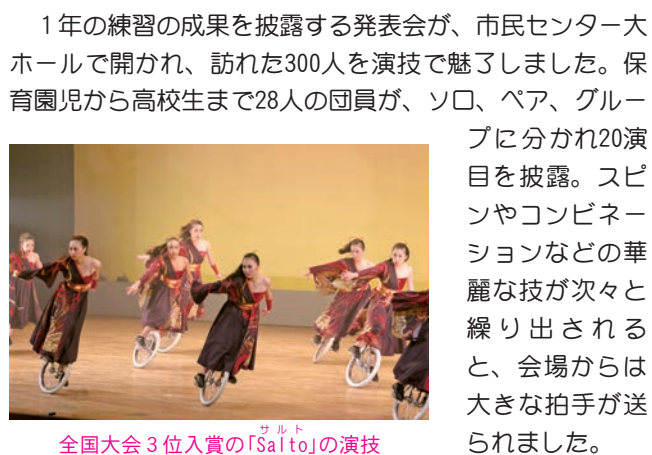 １年の練習の成果を披露する発表会が、市民センター大
ホールで開かれ、訪れた300人を演技で魅了しました。保
育園児から高校生まで28人の団員が、ソロ、ペア、グルー
プに分かれ20演
目を披露。スピ
ンやコンビネー
ションなどの華
麗な技が次々と
繰り出される
と、会場からは
大きな拍手が送
られました。
サルト
全国大会３位入賞の｢Salto｣の演技